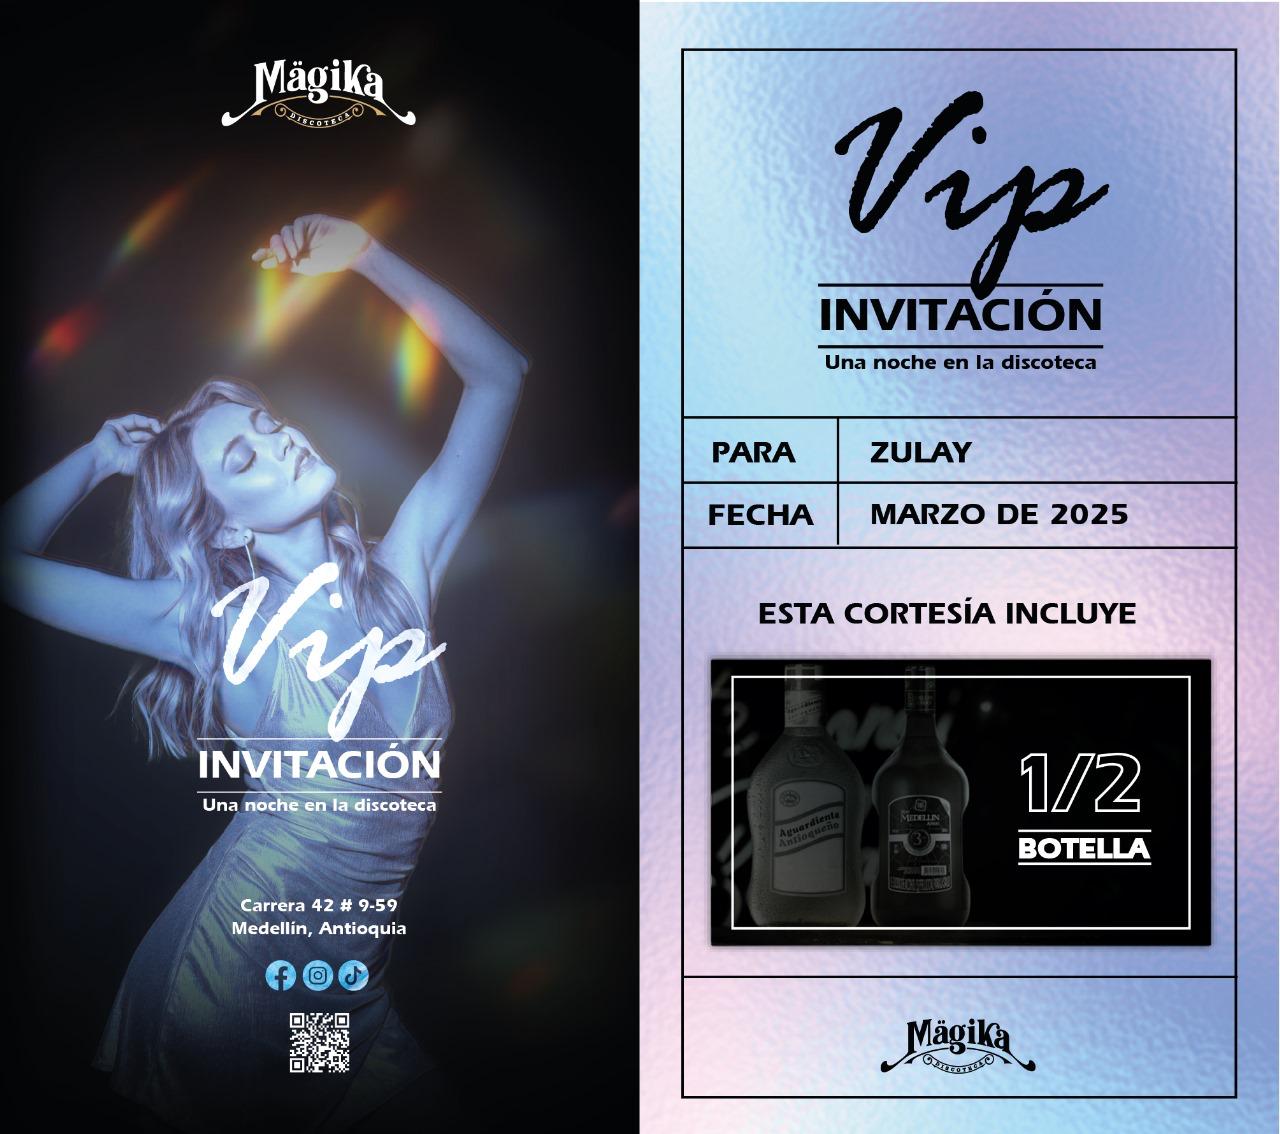 Mägika
DISCOTECA
Vip
INVITACIÓN
Una noche en la discoteca
Carrera 42 # 9-59
Medellín, Antioquia
Vip
INVITACIÓN
Una noche en la discoteca
PARA ZULAY
FECHA MARZO DE 2025
ESTA CORTESÍA INCLUYE
Aguardiente
Antioqueño
MEDELLIN
3
1/2
BOTELLA
Mägika
DISCOTECA